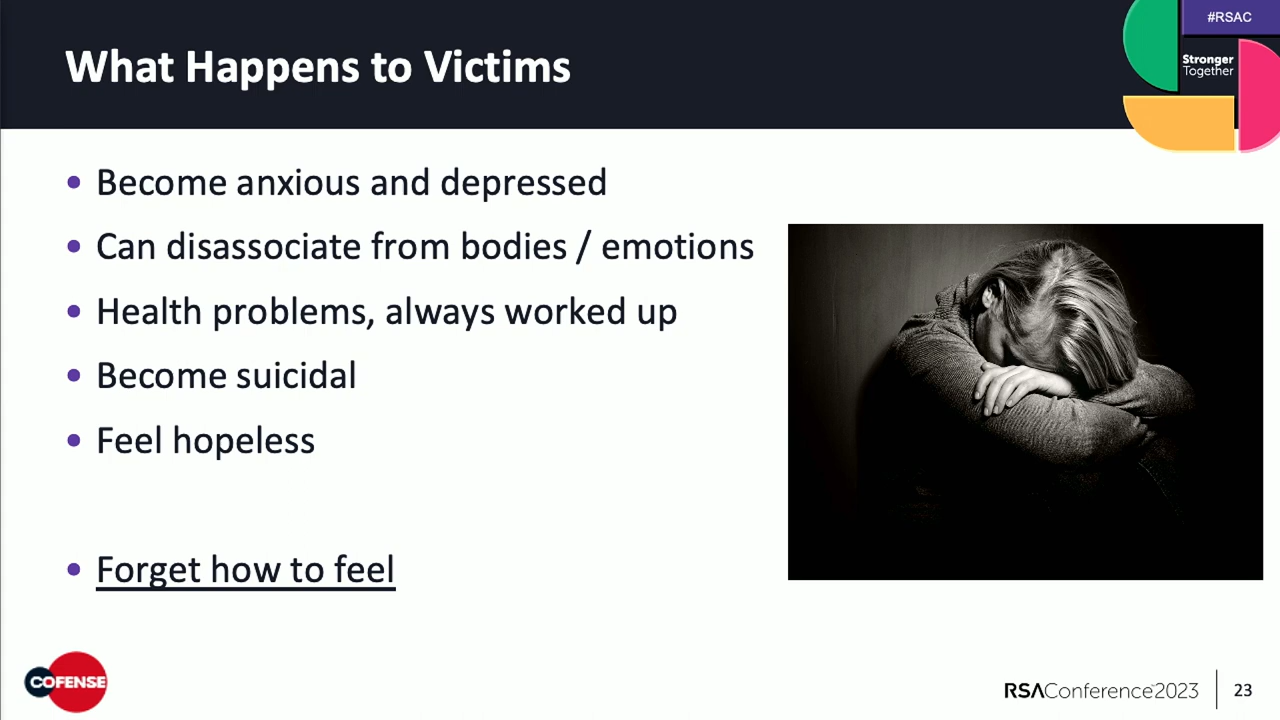 What Happens to Victims
#RSAC
Stronger
Together
• Become anxious and depressed
• Can disassociate from bodies / emotions
• Health problems, always worked up
• Become suicidal
• Feel hopeless
• Forget how to feel
COFENSE
RSAConference2023
23